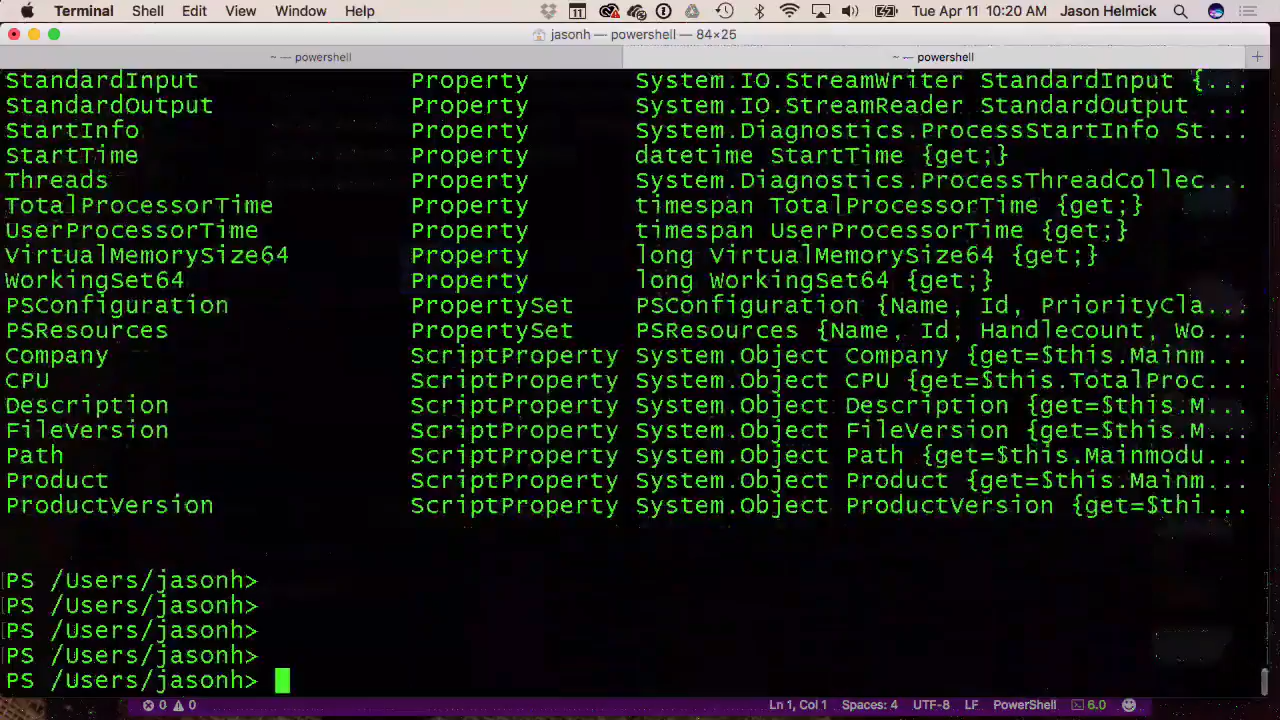 Terminal Shell Edit View Window Help 11 Tue Apr 11 10:20 AM Jason Helmick
jasonh — powershell — 84×25
~ — powershell ~ — powershell +
StandardInput Property System.IO.StreamWriter StandardInput {...
StandardOutput Property System.IO.StreamReader StandardOutput ...
StartInfo Property System.Diagnostics.ProcessStartInfo St...
StartTime Property datetime StartTime {get;}
Threads Property System.Diagnostics.ProcessThreadCollec...
TotalProcessorTime Property timespan TotalProcessorTime {get;}
UserProcessorTime Property timespan UserProcessorTime {get;}
VirtualMemorySize64 Property long VirtualMemorySize64 {get;}
WorkingSet64 Property long WorkingSet64 {get;}
PSConfiguration PropertySet PSConfiguration {Name, Id, PriorityCla...
PSResources PropertySet PSResources {Name, Id, Handlecount, Wo...
Company ScriptProperty System.Object Company {get=$this.Mainm...
CPU ScriptProperty System.Object CPU {get=$this.TotalProc...
Description ScriptProperty System.Object Description {get=$this.M...
FileVersion ScriptProperty System.Object FileVersion {get=$this.M...
Path ScriptProperty System.Object Path {get=$this.Mainmodu...
Product ScriptProperty System.Object Product {get=$this.Mainm...
ProductVersion ScriptProperty System.Object ProductVersion {get=$thi...
PS /Users/jasonh>
PS /Users/jasonh>
PS /Users/jasonh>
PS /Users/jasonh>
PS /Users/jasonh>
0 0 Ln 1, Col 1 Spaces: 4 UTF-8 LF PowerShell 6.0